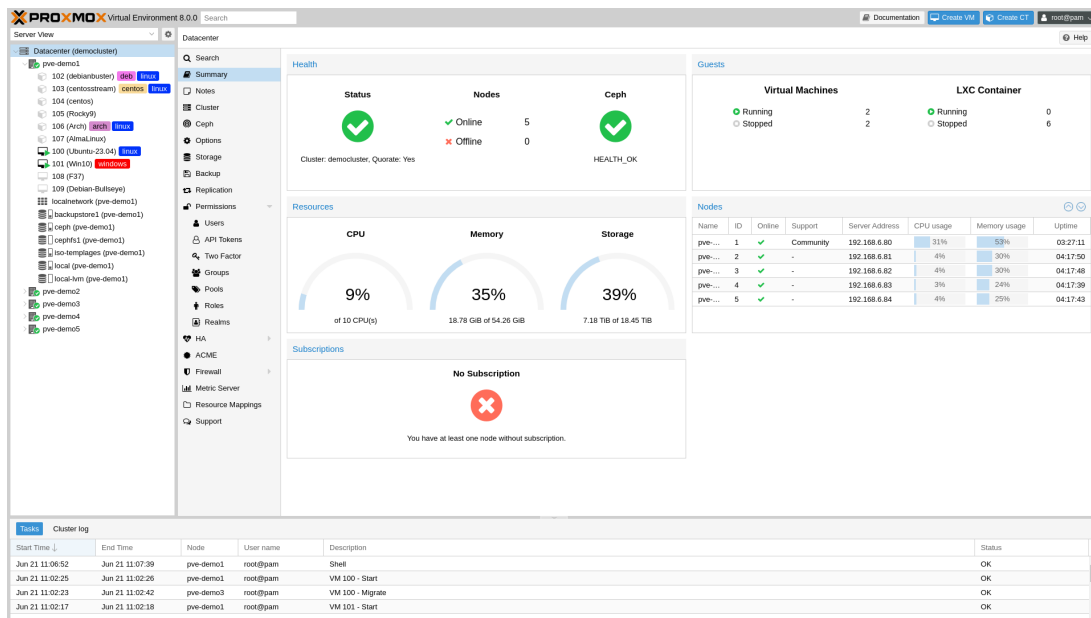 PROXMOX Virtual Environment 8.0.0 Search
Documentation Create VM Create CT root@pam
Server View
Datacenter (democluster)
pve-demo1
102 (debianbuster) deb linux
103 (centosstream) centos linux
104 (centos)
105 (Rocky9)
106 (Arch) arch linux
107 (AlmaLinux)
100 (Ubuntu-23.04) linux
101 (Win10) windows
108 (F37)
109 (Debian-Bullseye)
localnetwork (pve-demo1)
backupstore1 (pve-demo1)
ceph (pve-demo1)
cephfs1 (pve-demo1)
iso-templages (pve-demo1)
local (pve-demo1)
local-lvm (pve-demo1)
pve-demo2
pve-demo3
pve-demo4
pve-demo5
Datacenter
Help
Search
Summary
Notes
Cluster
Ceph
Options
Storage
Backup
Replication
Permissions
Users
API Tokens
Two Factor
Groups
Pools
Roles
Realms
HA
ACME
Firewall
Metric Server
Resource Mappings
Support
Health
Status
Nodes
Ceph
Online 5
Offline 0
Cluster: democluster, Quorate: Yes
HEALTH_OK
Guests
Virtual Machines
Running 2
Stopped 2
LXC Container
Running 0
Stopped 6
Resources
CPU
Memory
Storage
9%
35%
39%
of 10 CPU(s)
18.78 GiB of 54.26 GiB
7.18 TiB of 18.45 TiB
Nodes
Name ID Online Support Server Address CPU usage Memory usage Uptime
pve-... 1 Community 192.168.6.80 31% 53% 03:27:11
pve-... 2 - 192.168.6.81 4% 30% 04:17:50
pve-... 3 - 192.168.6.82 4% 30% 04:17:48
pve-... 4 - 192.168.6.83 3% 24% 04:17:39
pve-... 5 - 192.168.6.84 4% 25% 04:17:43
Subscriptions
No Subscription
You have at least one node without subscription.
Tasks Cluster log
Start Time ↓ End Time Node User name Description Status
Jun 21 11:06:52 Jun 21 11:07:39 pve-demo1 root@pam Shell OK
Jun 21 11:02:25 Jun 21 11:02:26 pve-demo1 root@pam VM 100 - Start OK
Jun 21 11:02:23 Jun 21 11:02:42 pve-demo3 root@pam VM 100 - Migrate OK
Jun 21 11:02:17 Jun 21 11:02:18 pve-demo1 root@pam VM 101 - Start OK